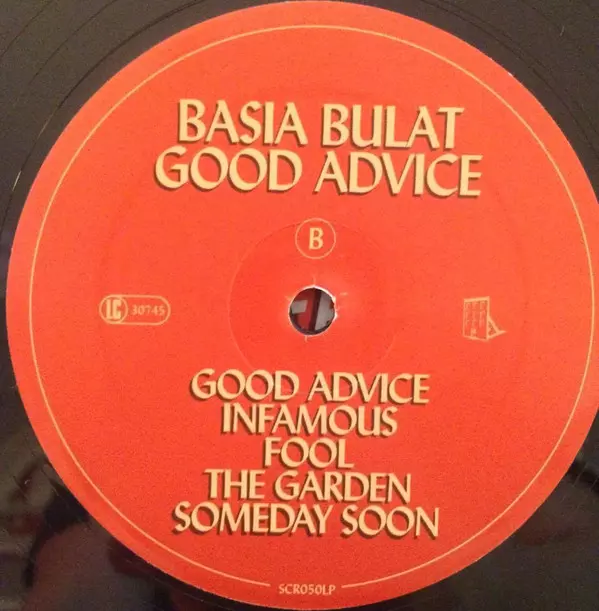 BASIA BULAT
GOOD ADVICE
B
LC 30745
GOOD ADVICE
INFAMOUS
FOOL
THE GARDEN
SOMEDAY SOON
SCR050LP